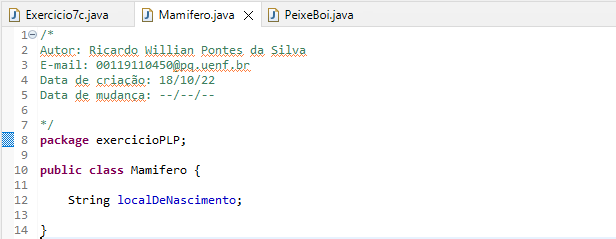 Exercicio7c.java Mamifero.java PeixeBoi.java
1 /*
2 Autor: Ricardo Willian Pontes da Silva
3 E-mail: 00119110450@pq.uenf.br
4 Data de criação: 18/10/22
5 Data de mudança: --/--/--
6
7 */
8 package exercicioPLP;
9
10 public class Mamifero {
11
12 String localDeNascimento;
13
14 }